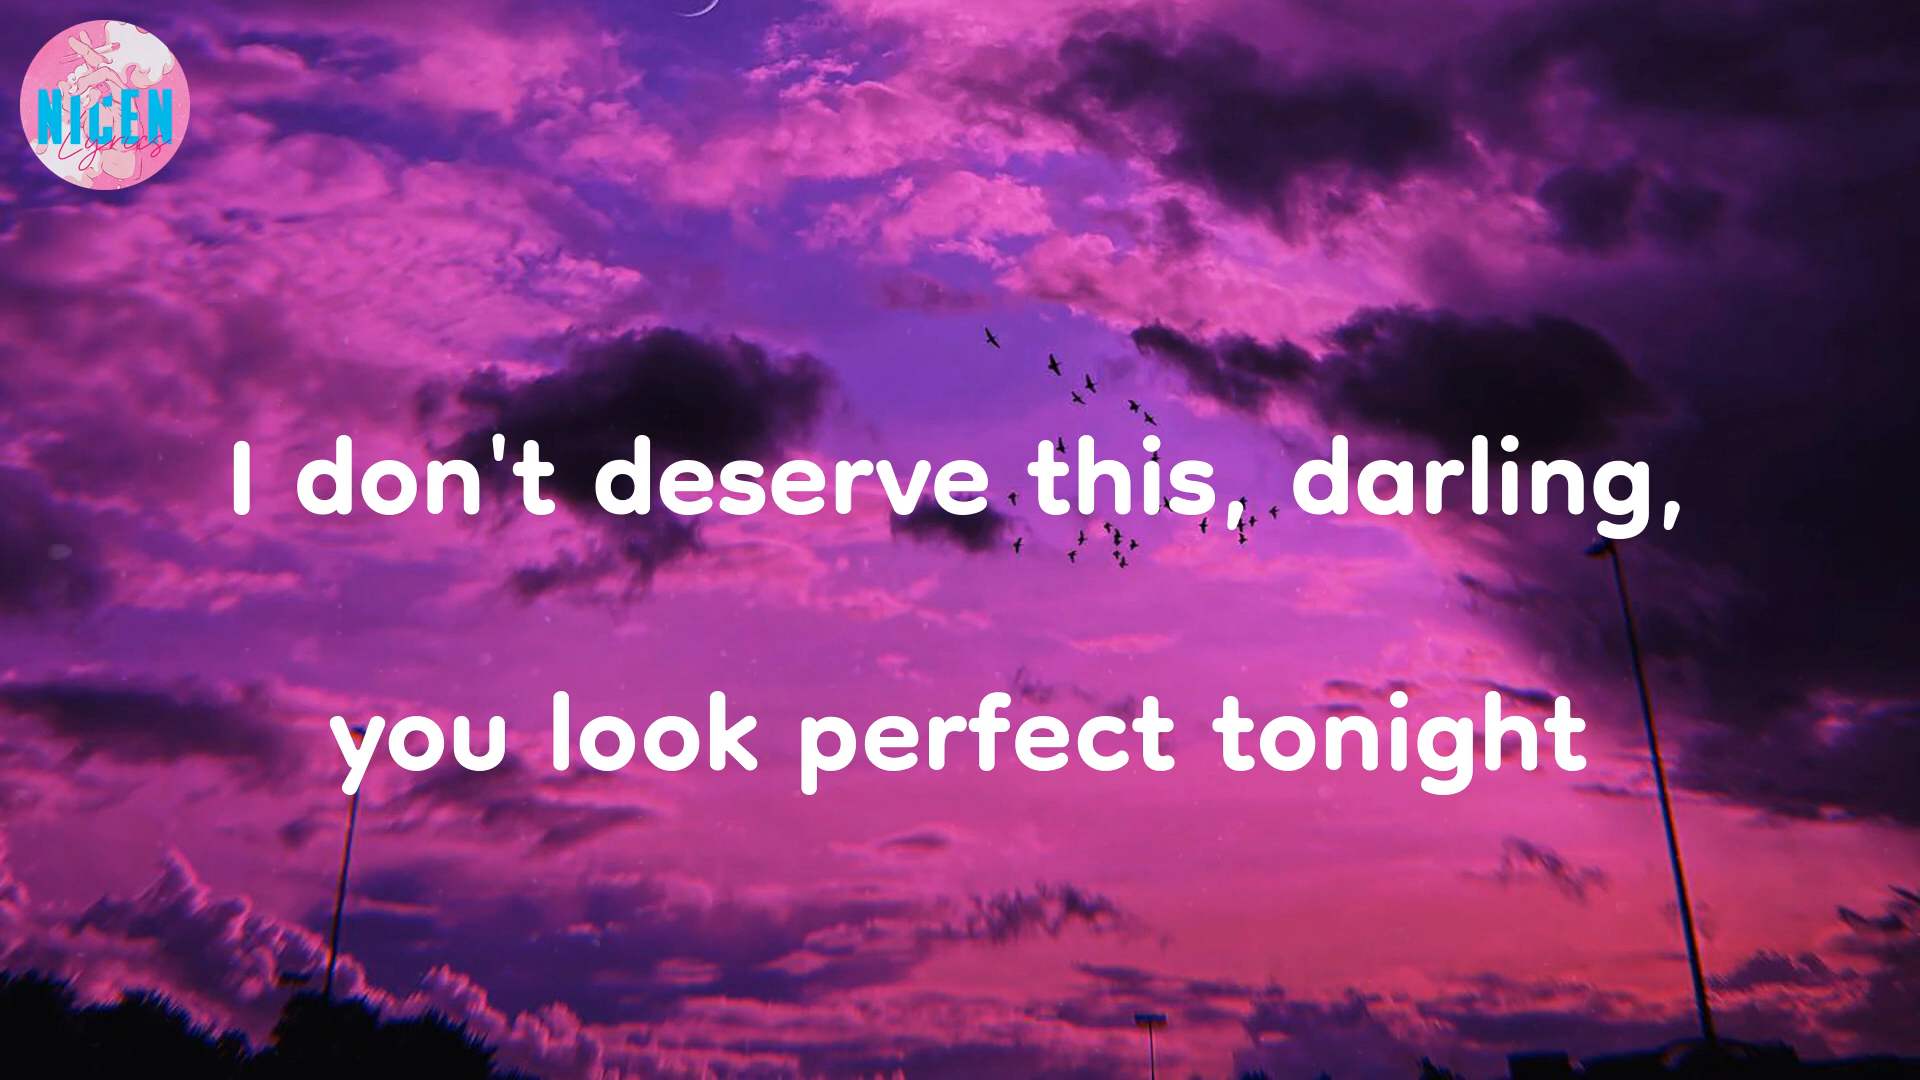 NICEN
Lyrics
I don't deserve this, darling,
you look perfect tonight